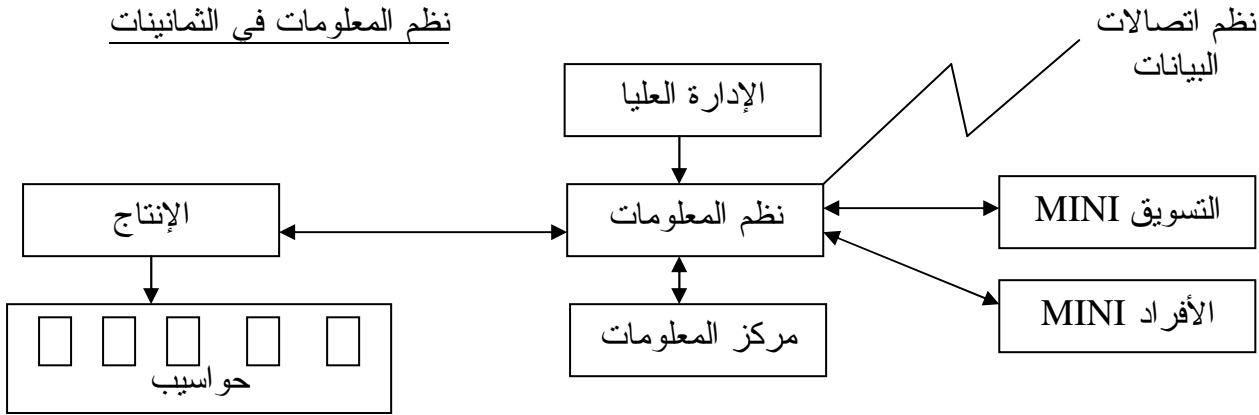 نظم المعلومات في الثمانينات
نظم اتصالات
البيانات
الإدارة العليا
الإنتاج
نظم المعلومات
التسويق MINI
الأفراد MINI
مركز المعلومات
حواسيب